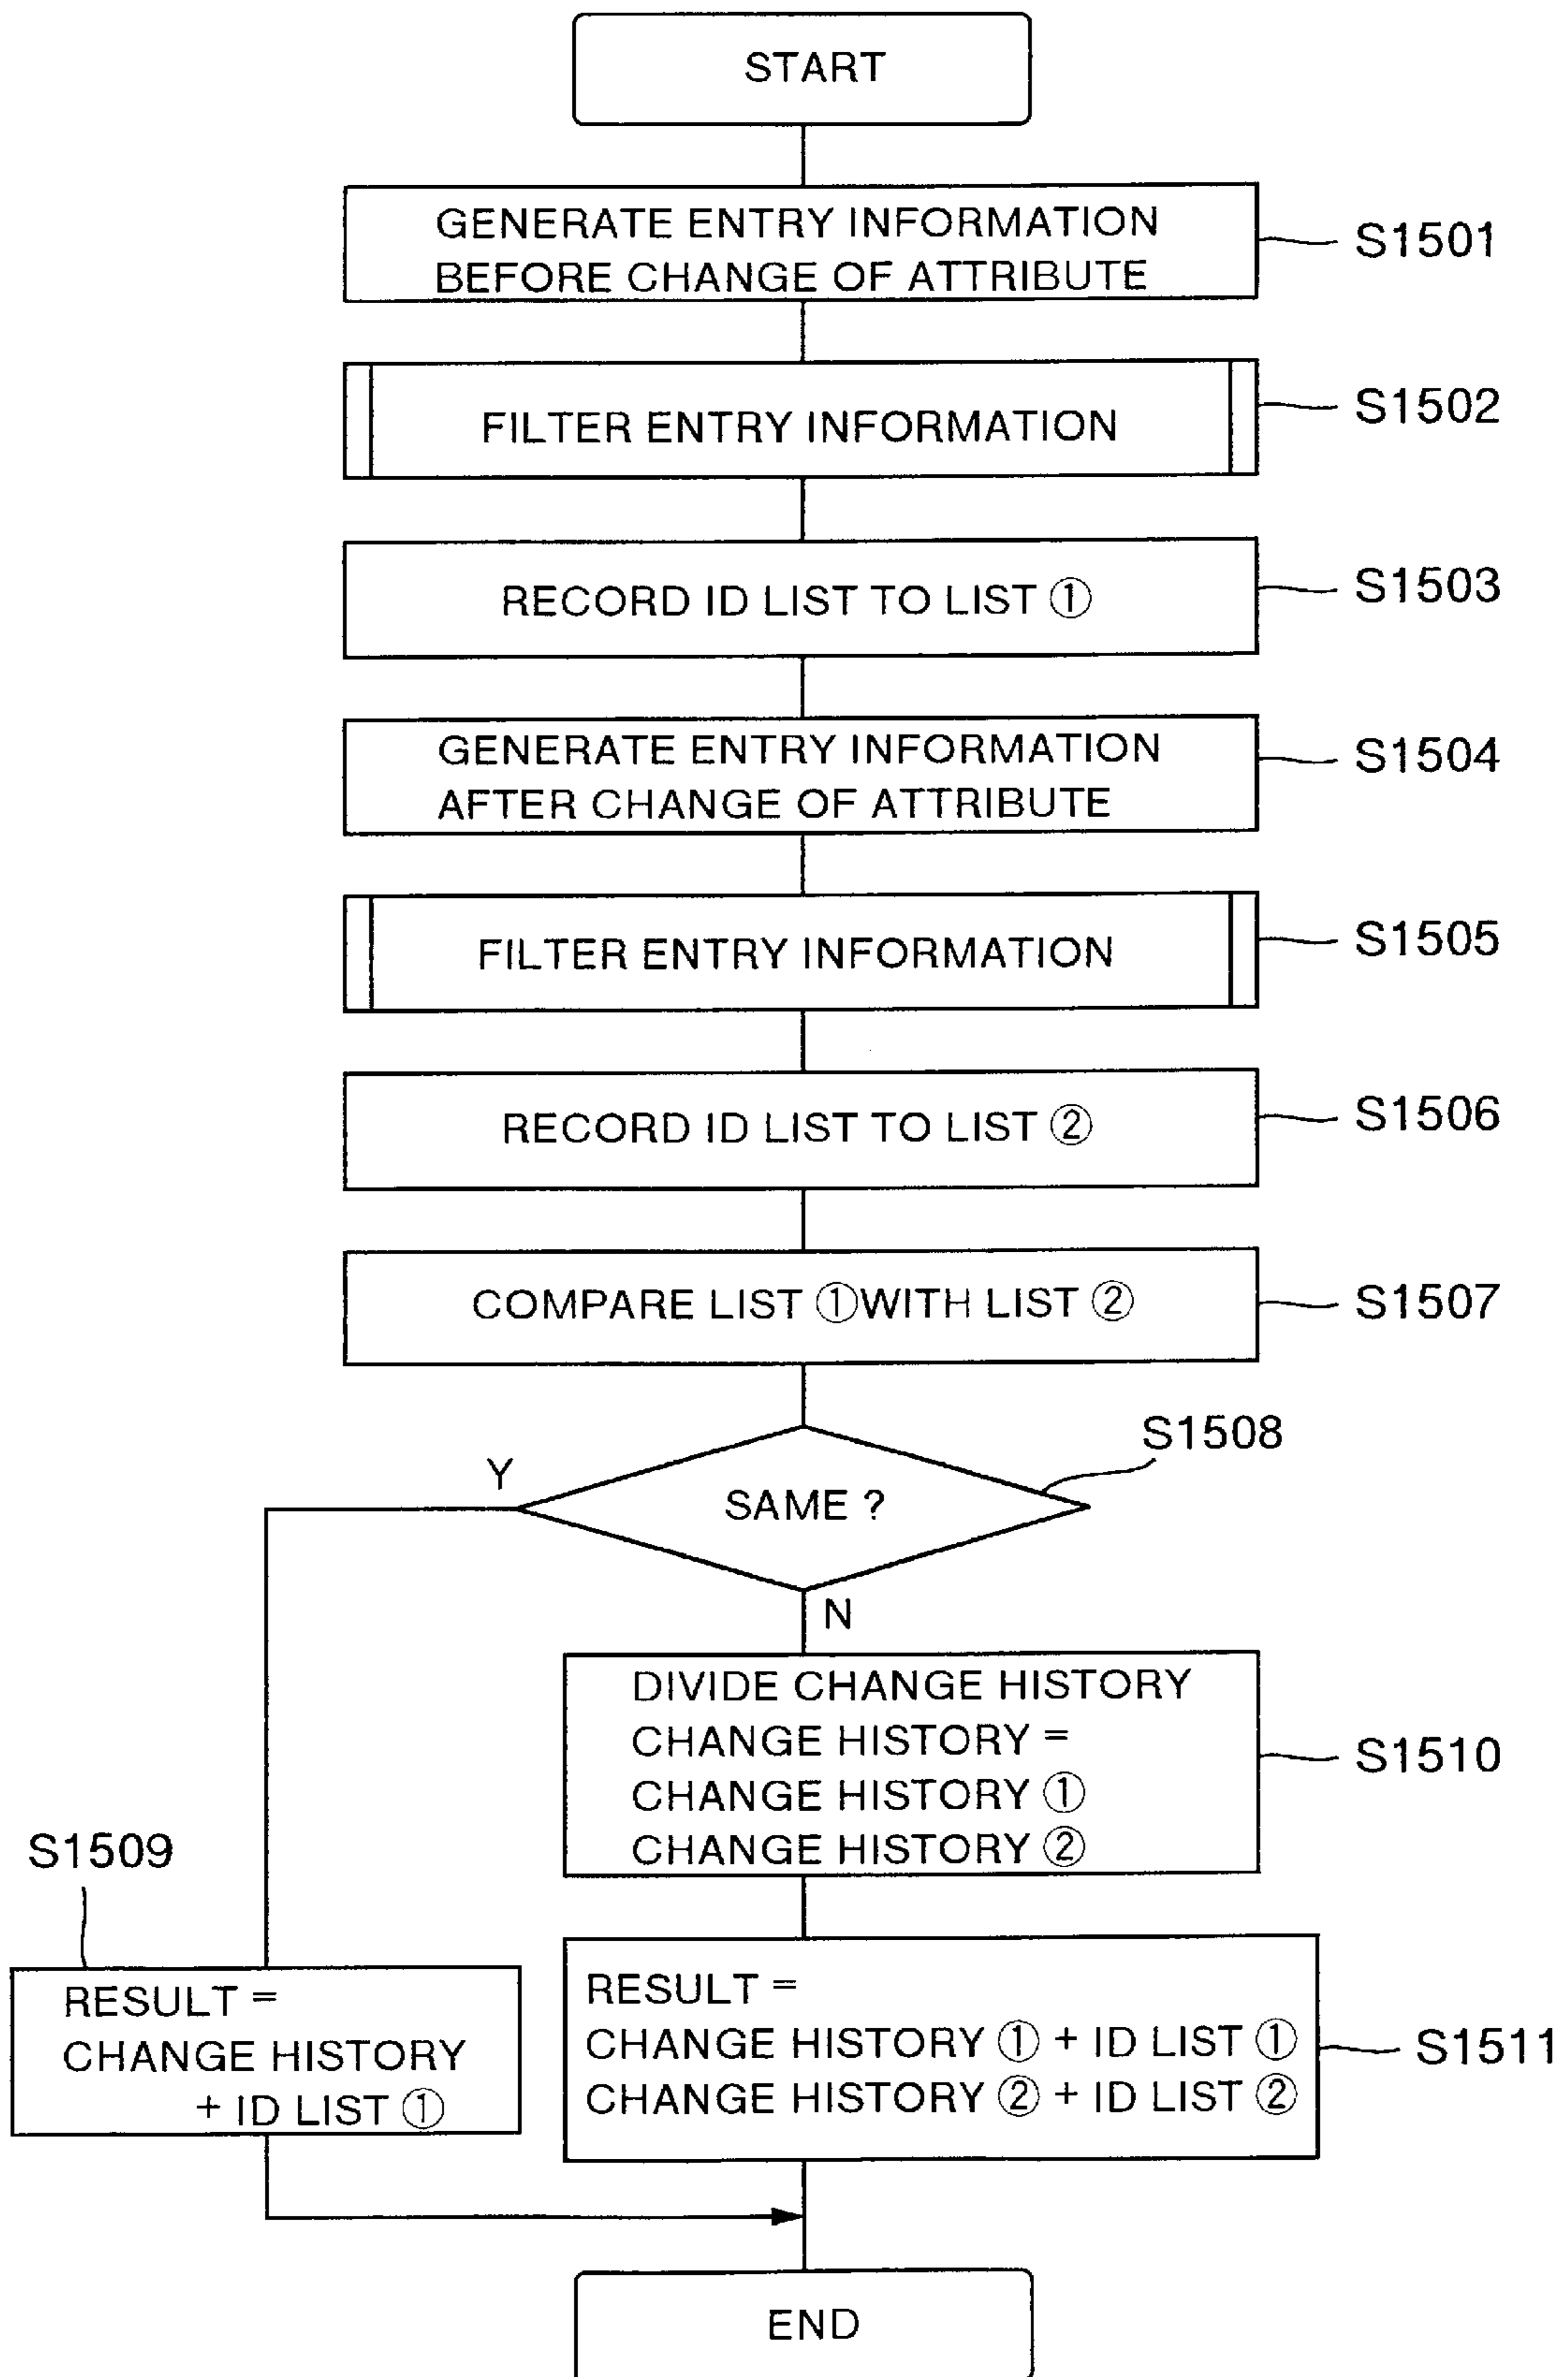 START
GENERATE ENTRY INFORMATION
BEFORE CHANGE OF ATTRIBUTE
S1501
FILTER ENTRY INFORMATION
S1502
RECORD ID LIST TO LIST ①
S1503
GENERATE ENTRY INFORMATION
AFTER CHANGE OF ATTRIBUTE
S1504
FILTER ENTRY INFORMATION
S1505
RECORD ID LIST TO LIST ②
S1506
COMPARE LIST ①WITH LIST ②
S1507
S1508
Y
SAME ?
N
DIVIDE CHANGE HISTORY
CHANGE HISTORY =
CHANGE HISTORY ①
CHANGE HISTORY ②
S1510
S1509
RESULT =
CHANGE HISTORY
+ ID LIST ①
RESULT =
CHANGE HISTORY ① + ID LIST ①
CHANGE HISTORY ② + ID LIST ②
S1511
END